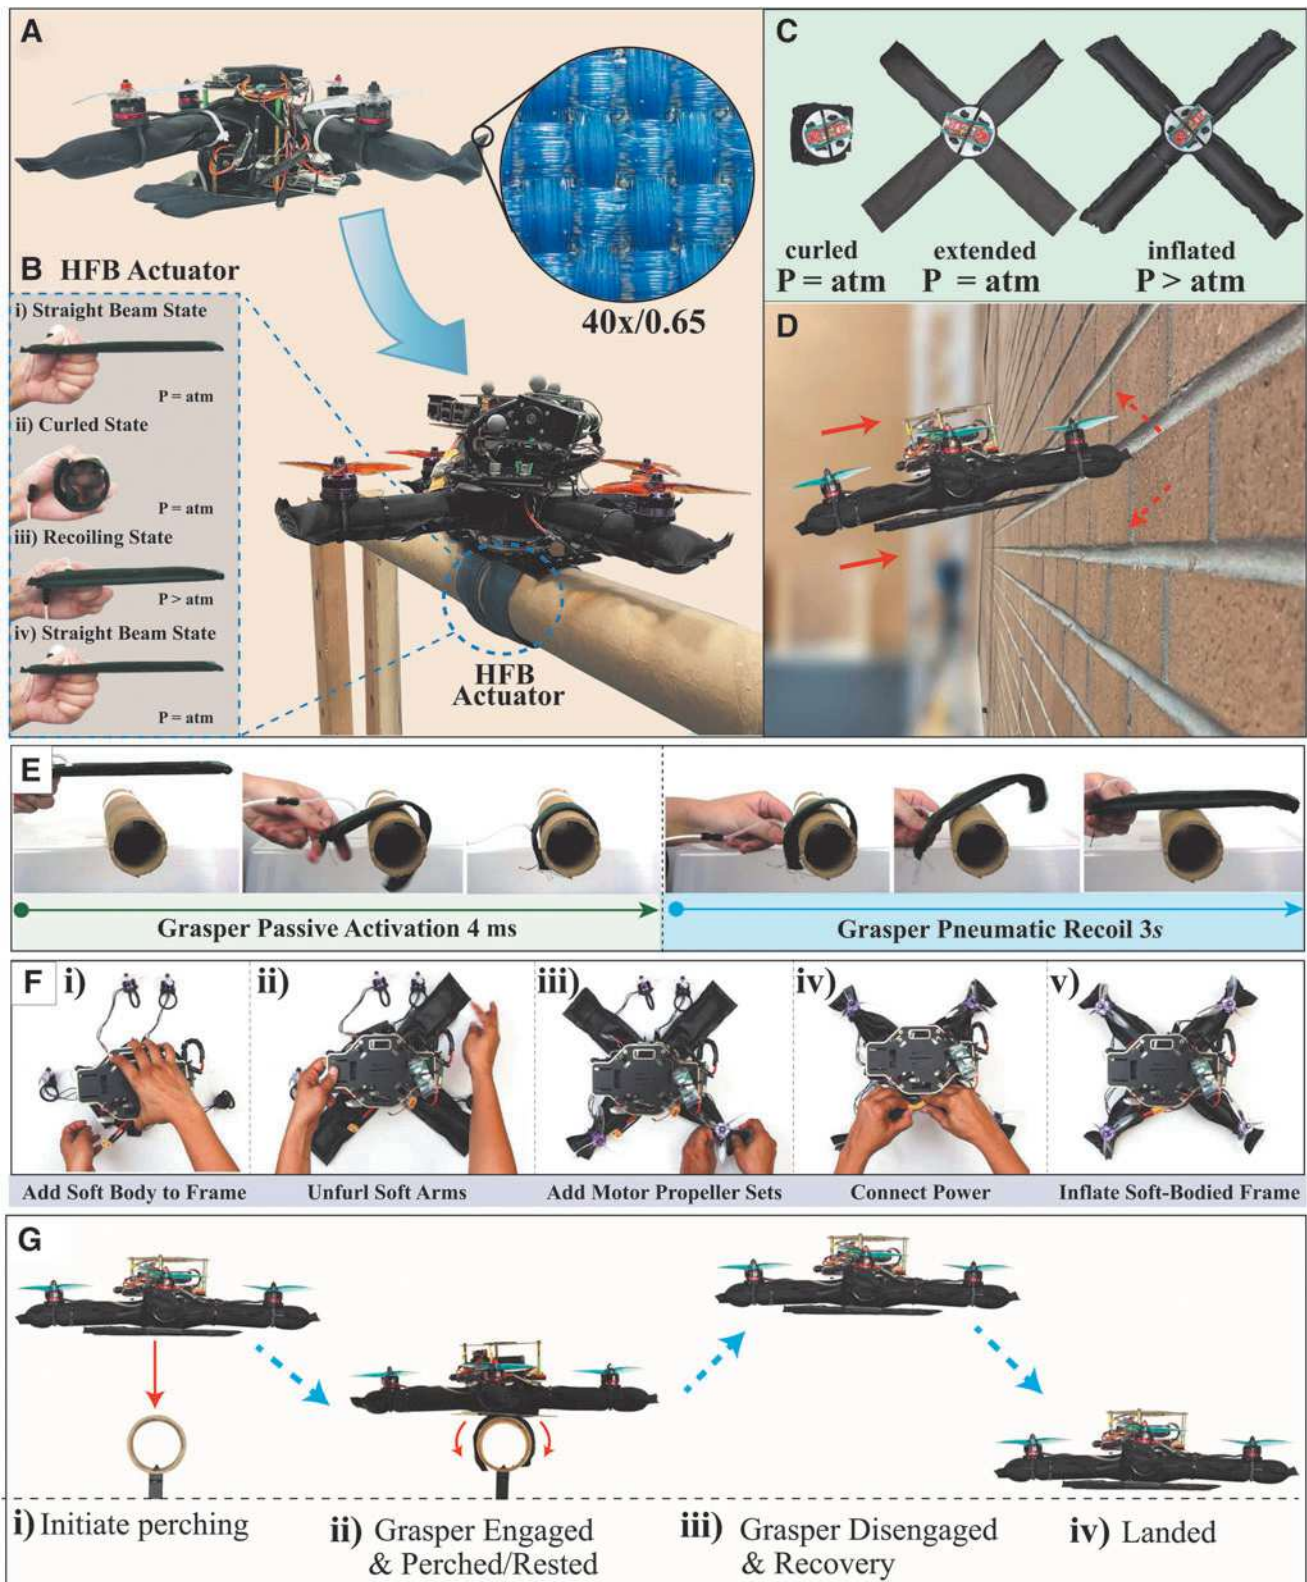 A
40x/0.65
B HFB Actuator
i) Straight Beam State
P = atm
ii) Curled State
P = atm
iii) Recoiling State
P > atm
iv) Straight Beam State
P = atm
HFB
Actuator
C
curled
P = atm
extended
P = atm
inflated
P > atm
D
E
Grasper Passive Activation 4 ms
Grasper Pneumatic Recoil 3s
F
i)
ii)
iii)
iv)
v)
Add Soft Body to Frame
Unfurl Soft Arms
Add Motor Propeller Sets
Connect Power
Inflate Soft-Bodied Frame
G
i) Initiate perching
ii) Grasper Engaged
& Perched/Rested
iii) Grasper Disengaged
& Recovery
iv) Landed